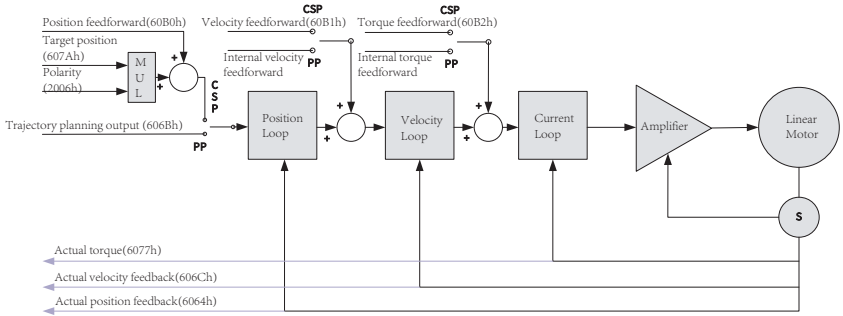 CSP
CSP
Position feedforward(60B0h)
Velocity feedforward(60B1h)
Torque feedforward(60B2h)
Target position
(607Ah)
Polarity
(2006h)
MUL
+
+
CSP
PP
Trajectory planning output (606Bh)
Internal velocity
feedforward
PP
Internal torque
feedforward
PP
Position
Loop
+
+
Velocity
Loop
+
+
Current
Loop
Amplifier
Linear
Motor
S
Actual torque(6077h)
Actual velocity feedback(606Ch)
Actual position feedback(6064h)